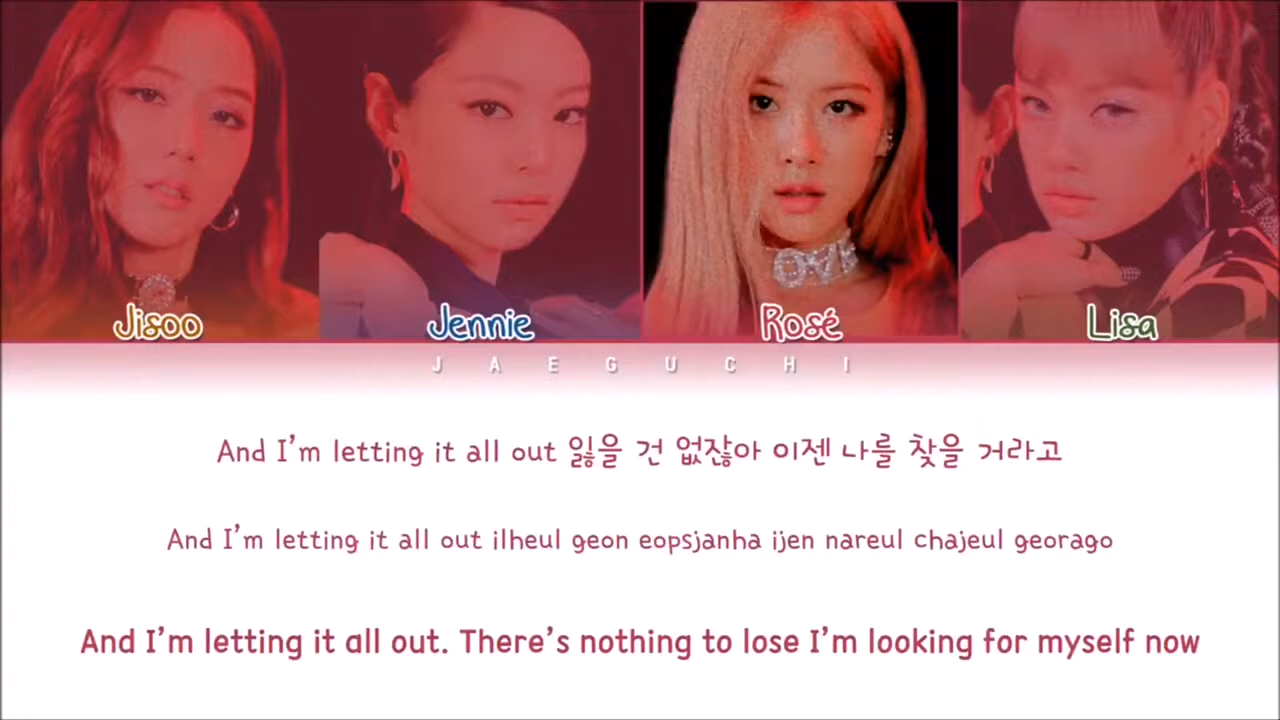 Jisoo Jennie Rosé Lisa
JAEGUCHI
And I'm letting it all out 잃을 건 없잖아 이젠 나를 찾을 거라고
And I'm letting it all out ilheul geon eopsjanha ijen nareul chajeul georago
And I'm letting it all out. There's nothing to lose I'm looking for myself now